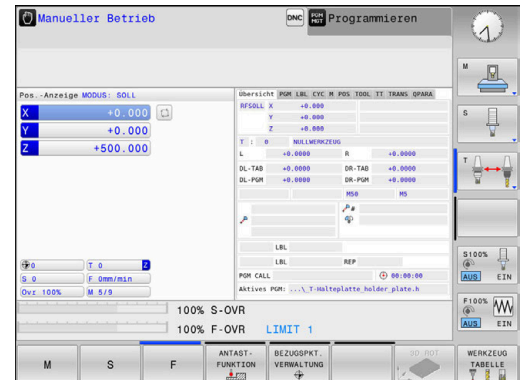 Manueller Betrieb
DNC
PGM MGT
Programmieren
Pos.-Anzeige MODUS: SOLL
X +0.000
Y +0.000
Z +500.000
Übersicht PGM LBL CYC M POS TOOL TT TRANS QPARA
RFSOLL X +0.000
Y +0.000
Z +0.000
T : 0 NULLWERKZEUG
L +0.0000 R +0.0000
DL-TAB +0.0000 DR-TAB +0.0000
DL-PGM +0.0000 DR-PGM +0.0000
M50 M5
LBL
LBL REP
PGM CALL 00:00:00
Aktives PGM: ...\_T-Halteplatte_holder_plate.h
0 T 0 Z
S 0 F 0mm/min
Ovr 100% M 5/9
100% S-OVR
100% F-OVR LIMIT 1
M
S
T
S100%
AUS EIN
F100%
AUS EIN
M
S
F
ANTAST-
FUNKTION
BEZUGSPKT.
VERWALTUNG
3D ROT
WERKZEUG
TABELLE